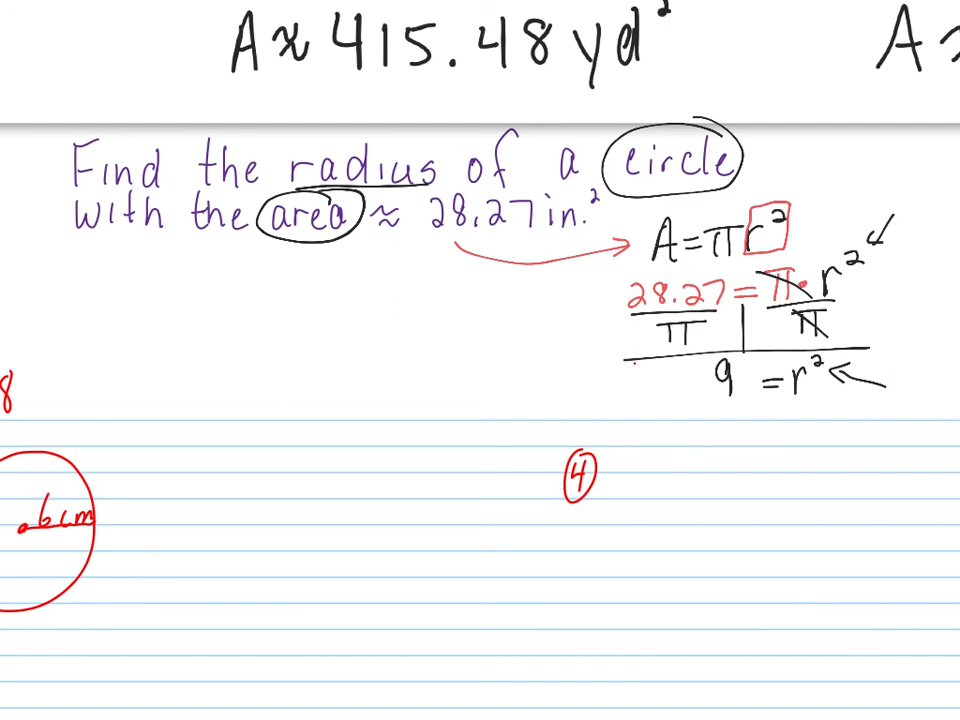 A ≈ 415.48 yd²
A ≈
Find the radius of a circle
with the area ≈ 28.27 in.²
A = πr²
28.27 = π · r²
π π
9 = r²
8
6cm
4